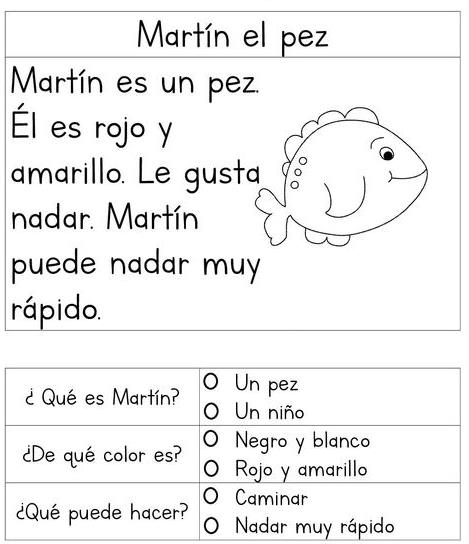 Martín el pez
Martín es un pez.
Él es rojo y
amarillo. Le gusta
nadar. Martín
puede nadar muy
rápido.
¿ Qué es Martín?
Un pez
Un niño
¿De qué color es?
Negro y blanco
Rojo y amarillo
¿Qué puede hacer?
Caminar
Nadar muy rápido